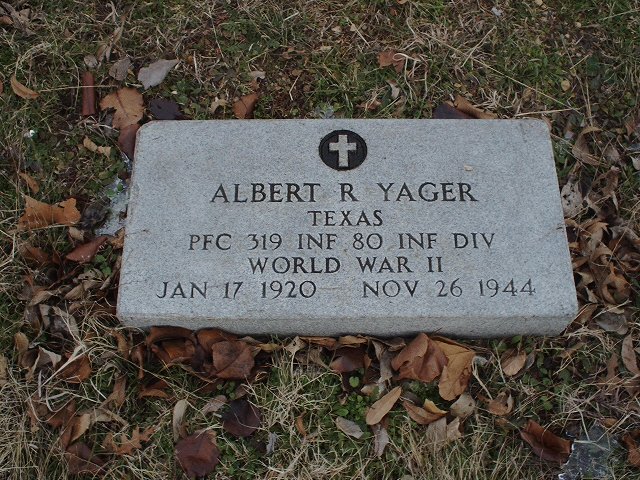 ALBERT R YAGER
TEXAS
PFC 319 INF 80 INF DIV
WORLD WAR II
JAN 17 1920 NOV 26 1944